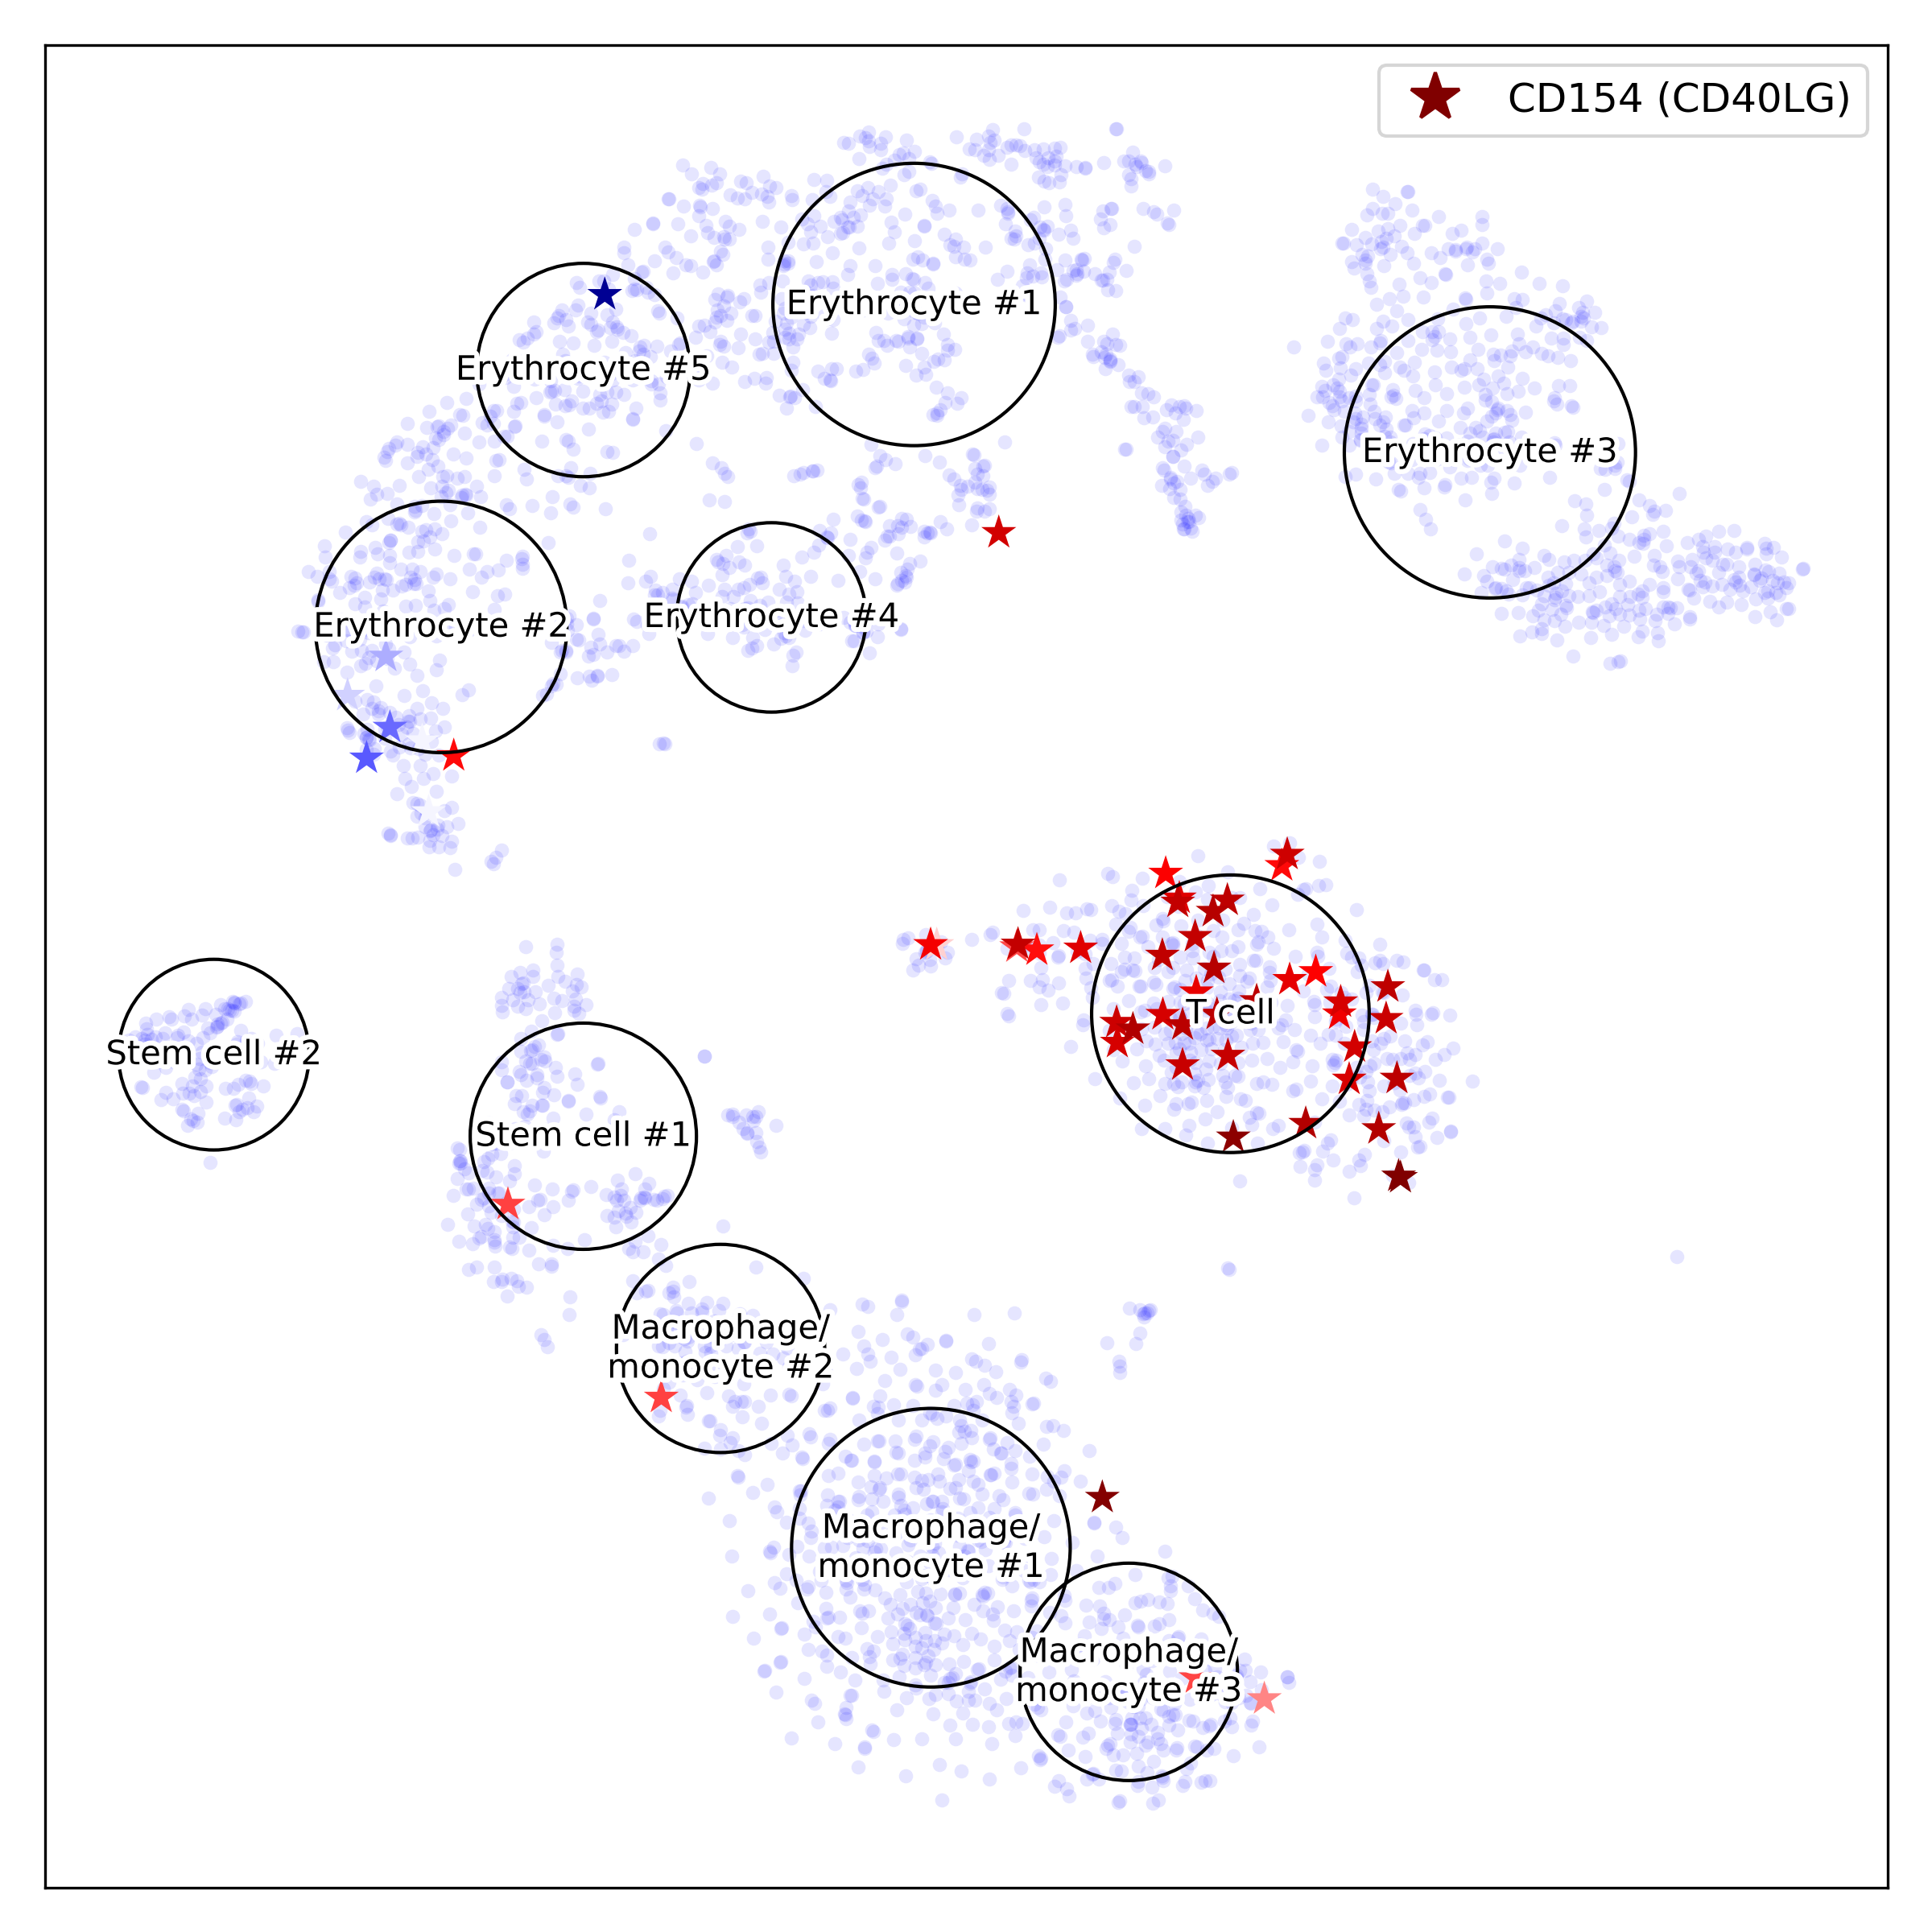 CD154 (CD40LG)
Erythrocyte #1
Erythrocyte #5
Erythrocyte #3
Erythrocyte #4
Erythrocyte #2
T cell
Stem cell #2
Stem cell #1
Macrophage/
monocyte #2
Macrophage/
monocyte #1
Macrophage/
monocyte #3